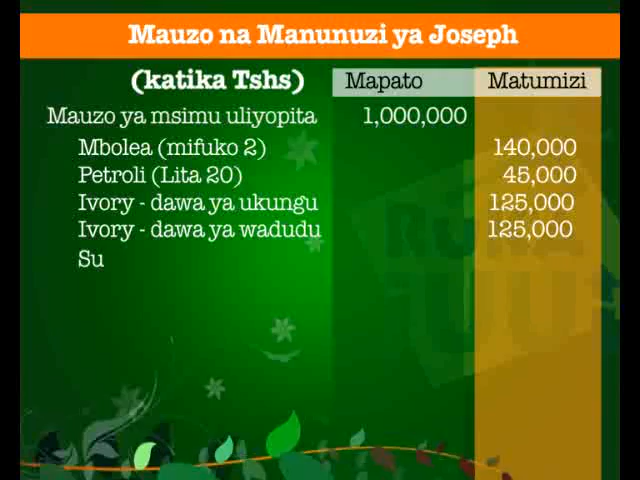 Mauzo na Manunuzi ya Joseph
(katika Tshs) Mapato Matumizi
Mauzo ya msimu uliyopita 1,000,000
Mbolea (mifuko 2) 140,000
Petroli (Lita 20) 45,000
Ivory - dawa ya ukungu 125,000
Ivory - dawa ya wadudu 125,000
Su